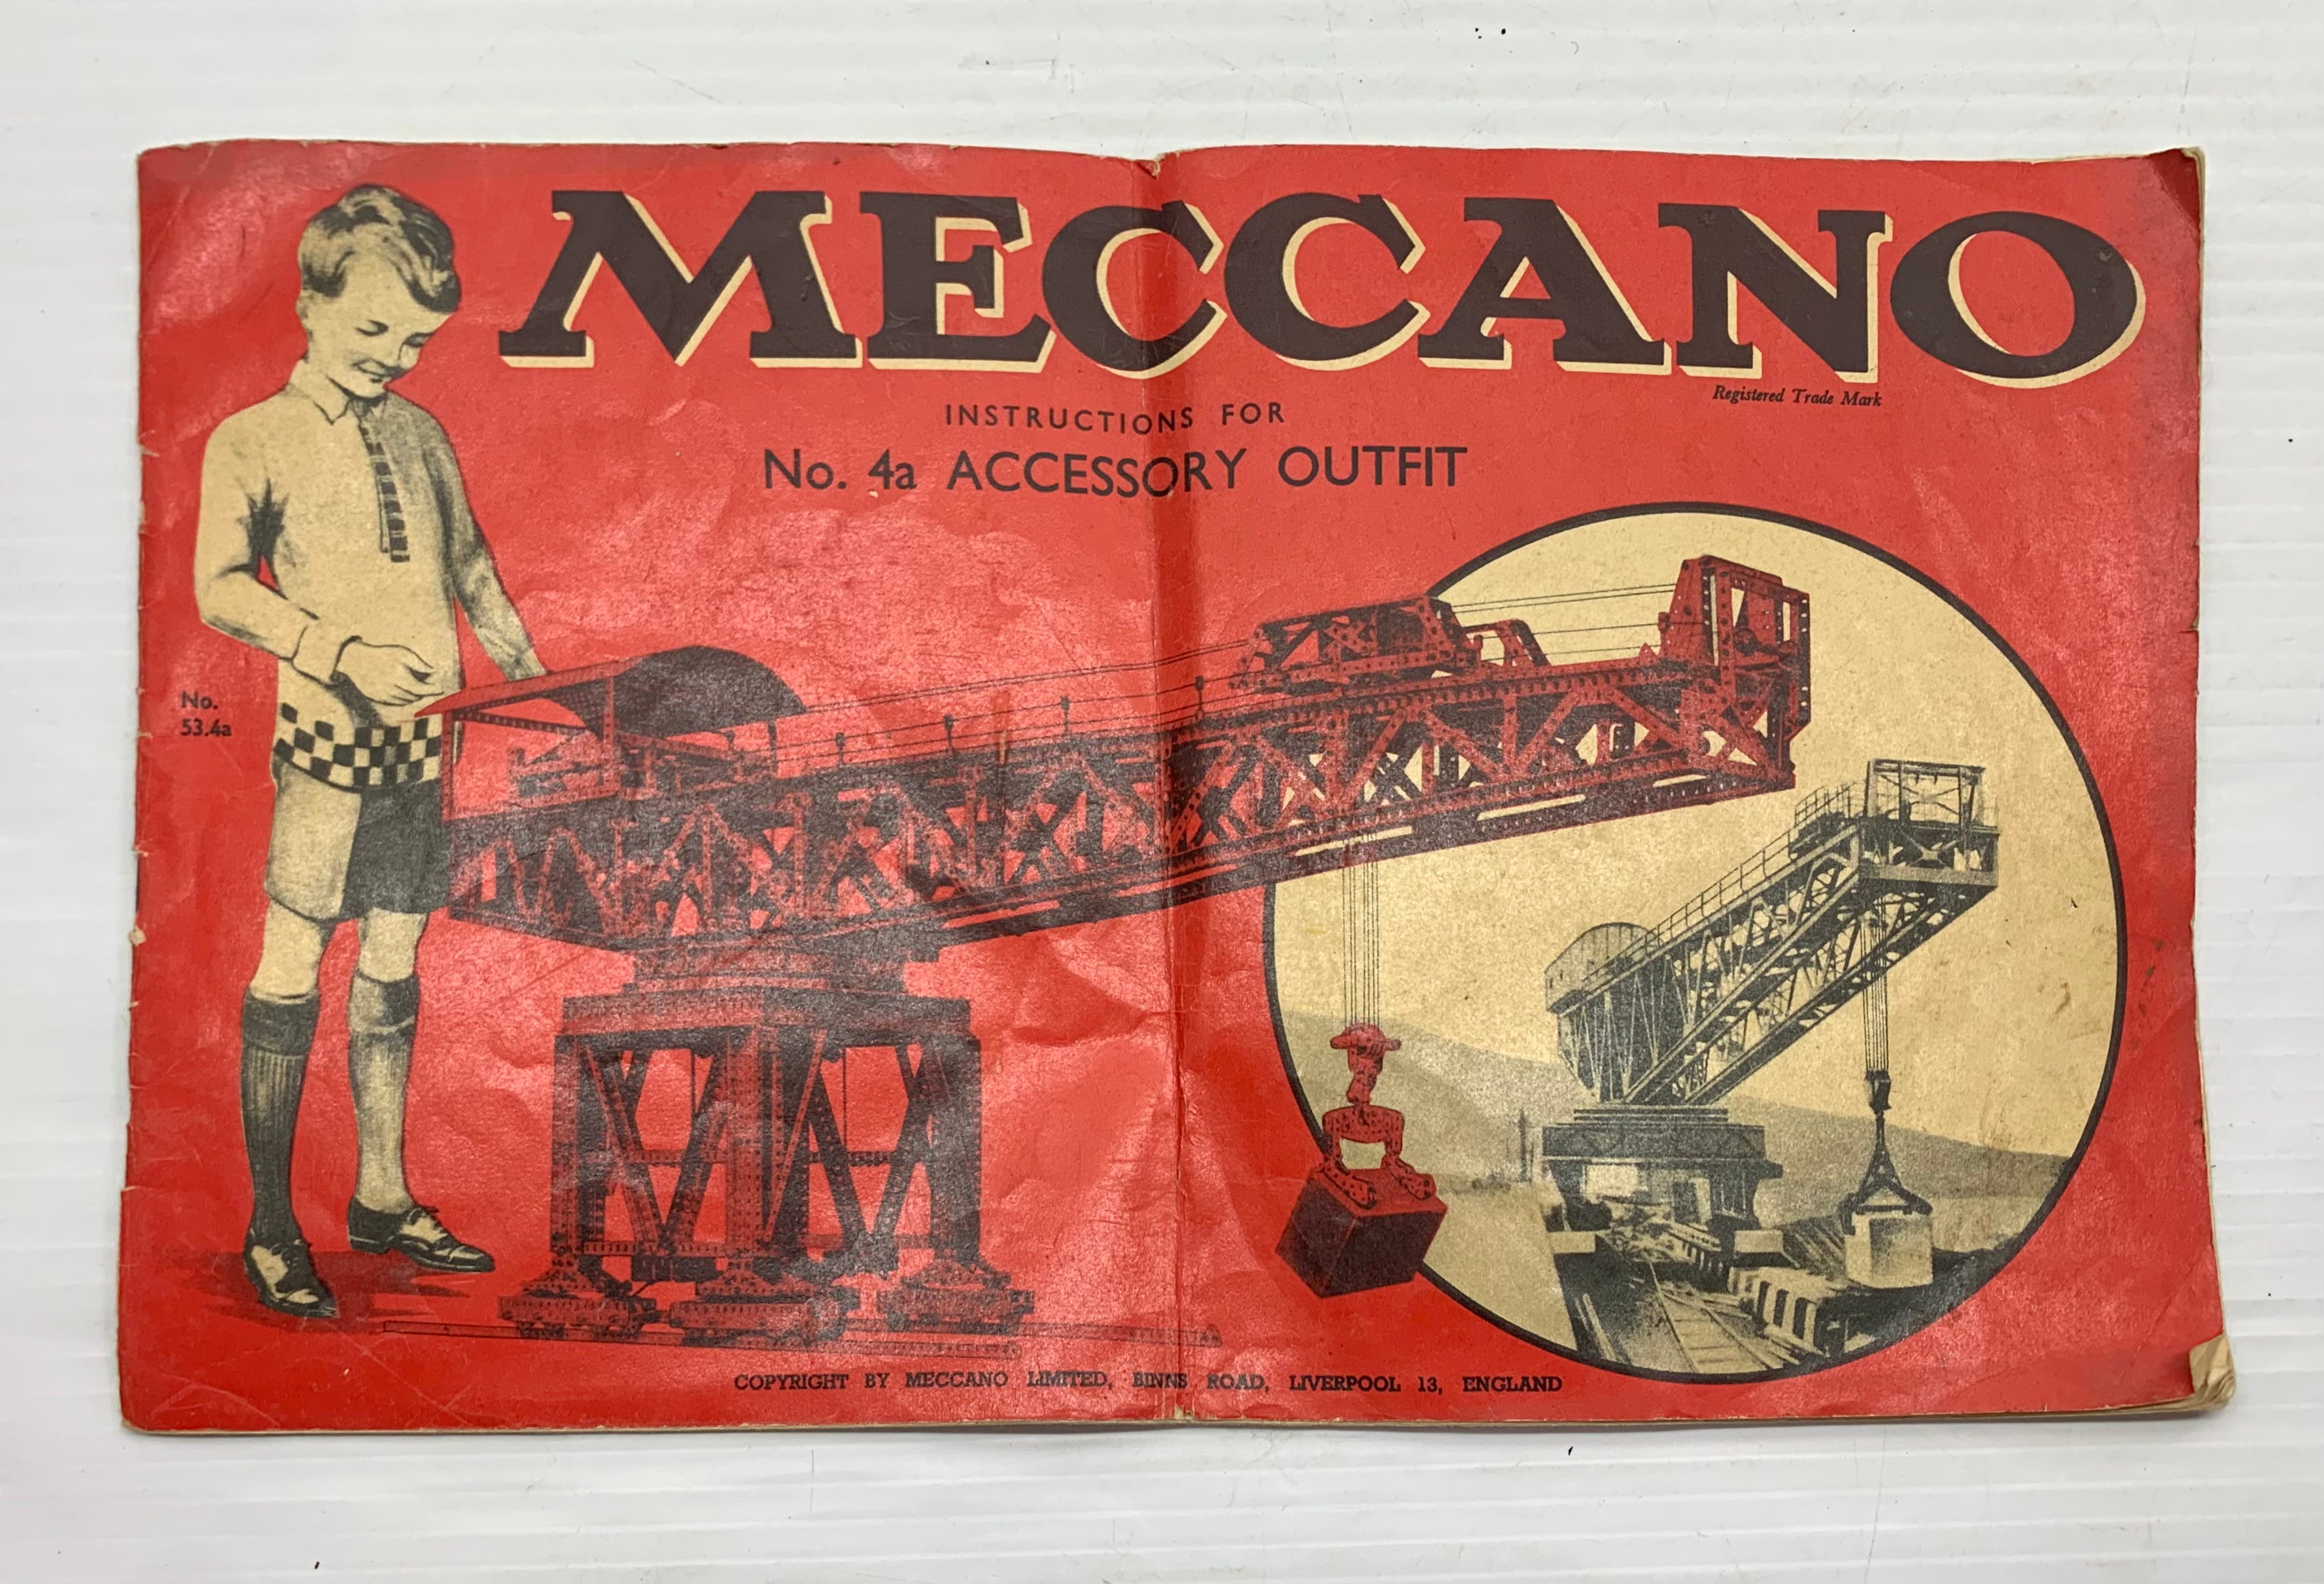 MECCANO
Registered Trade Mark
INSTRUCTIONS FOR
No. 4a ACCESSORY OUTFIT
No.
53.4a
COPYRIGHT BY MECCANO LIMITED, BINNS ROAD, LIVERPOOL 13, ENGLAND